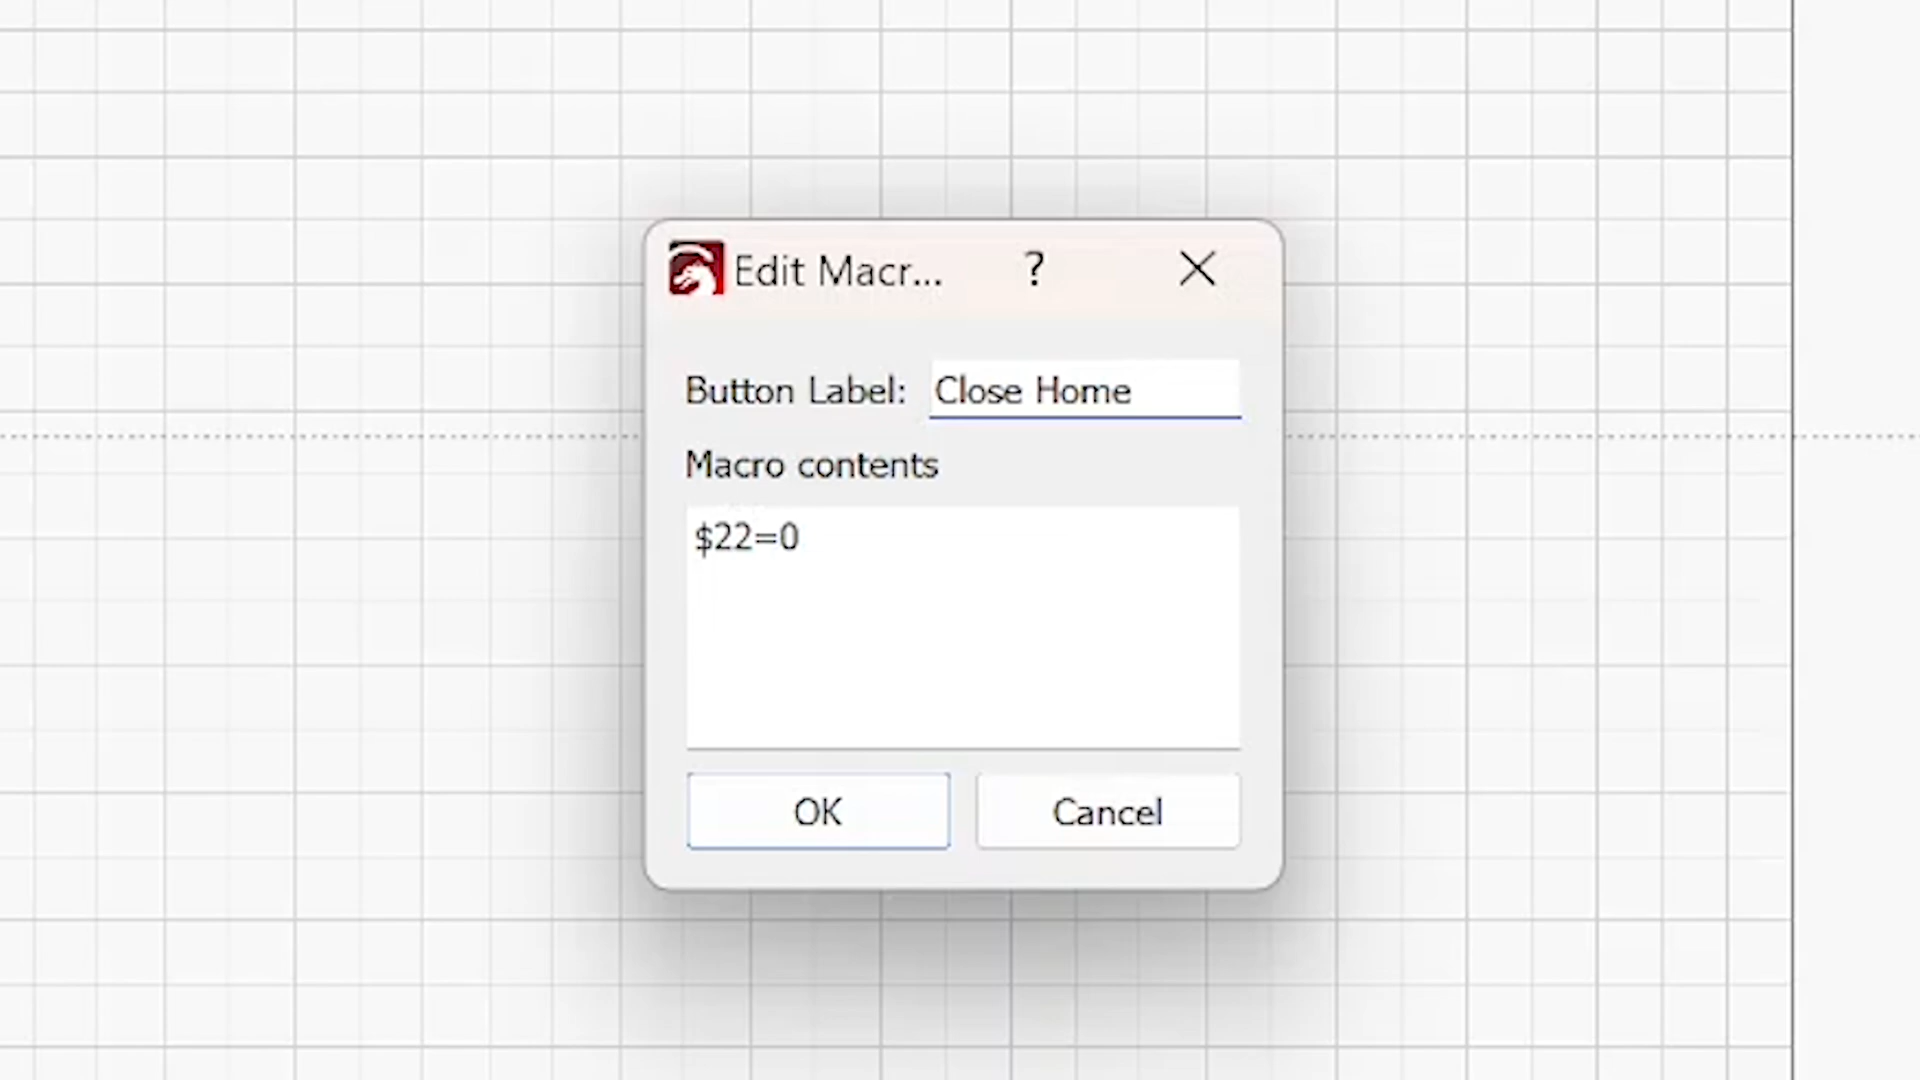 Edit Macr...
?
Button Label: Close Home
Macro contents
$22=0
OK Cancel